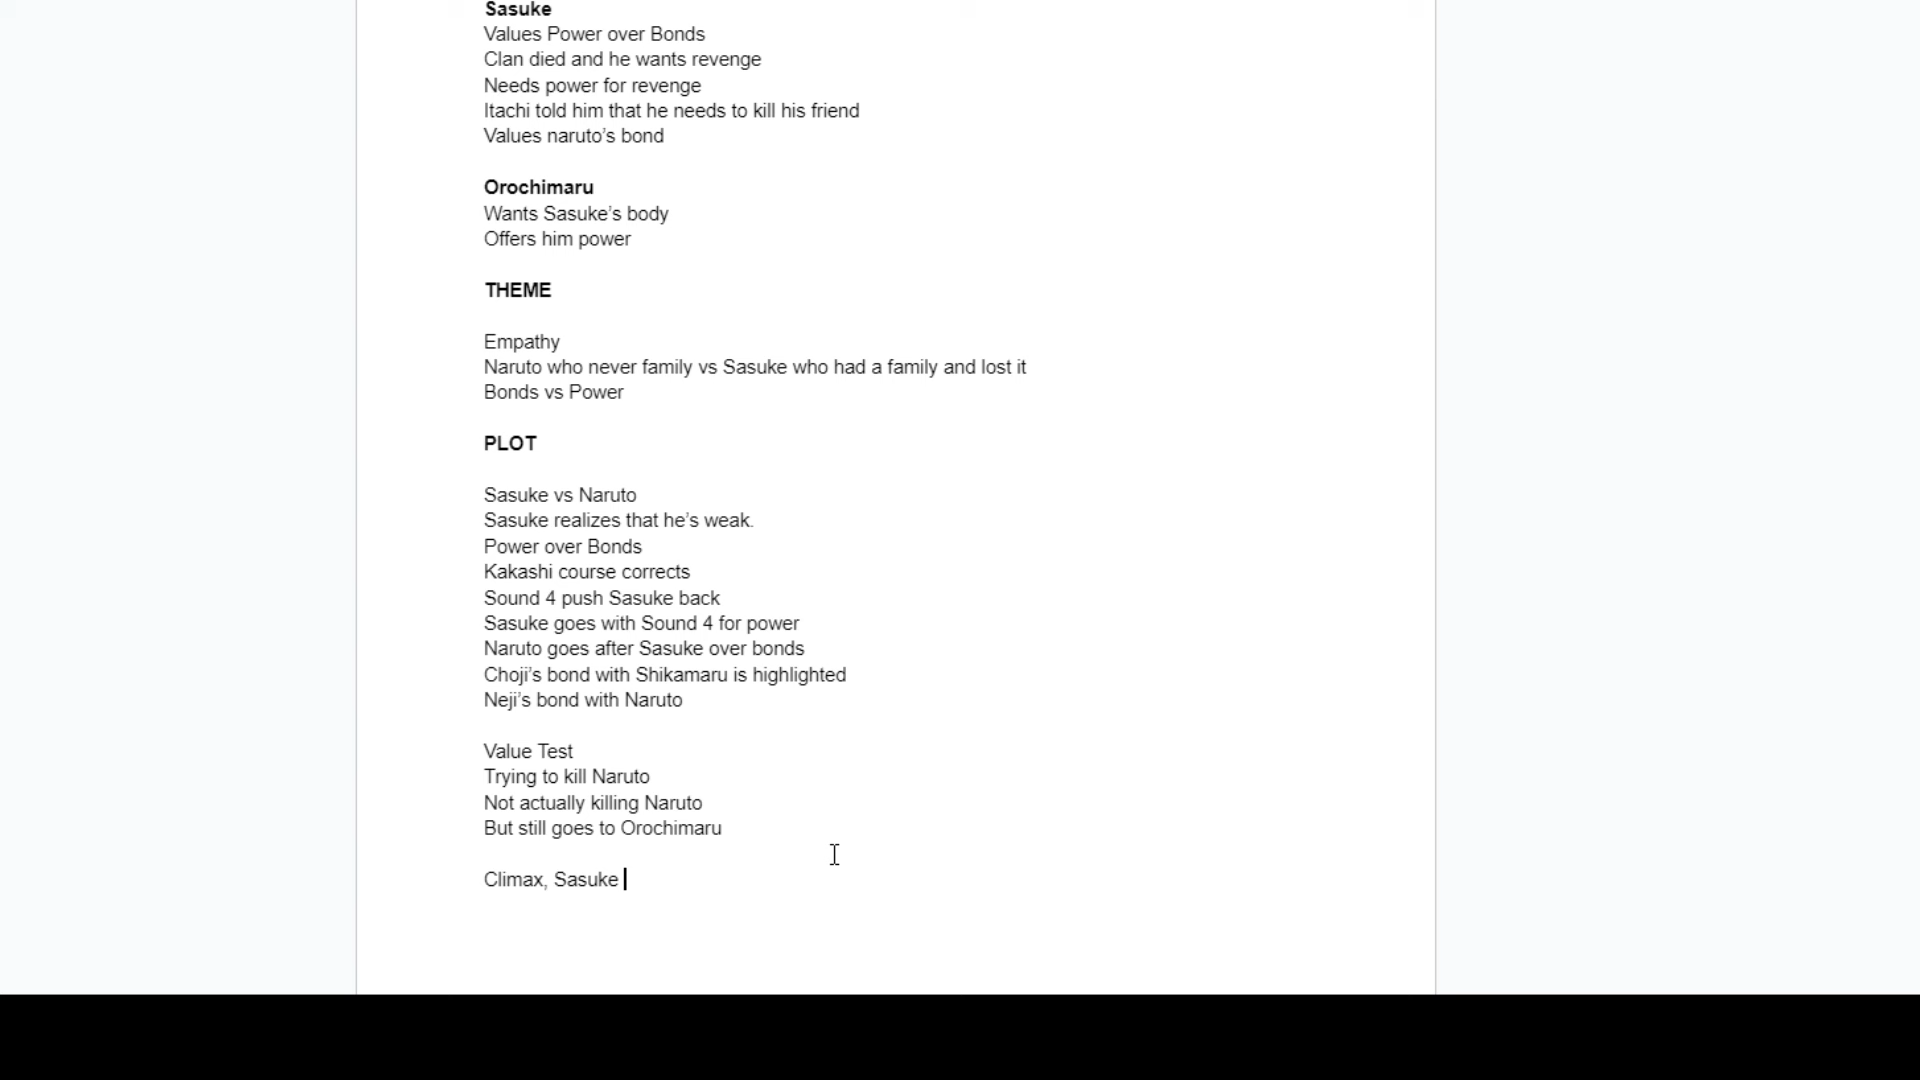 Sasuke
Values Power over Bonds
Clan died and he wants revenge
Needs power for revenge
Itachi told him that he needs to kill his friend
Values naruto’s bond
Orochimaru
Wants Sasuke’s body
Offers him power
THEME
Empathy
Naruto who never family vs Sasuke who had a family and lost it
Bonds vs Power
PLOT
Sasuke vs Naruto
Sasuke realizes that he’s weak.
Power over Bonds
Kakashi course corrects
Sound 4 push Sasuke back
Sasuke goes with Sound 4 for power
Naruto goes after Sasuke over bonds
Choji’s bond with Shikamaru is highlighted
Neji’s bond with Naruto
Value Test
Trying to kill Naruto
Not actually killing Naruto
But still goes to Orochimaru
Climax, Sasuke